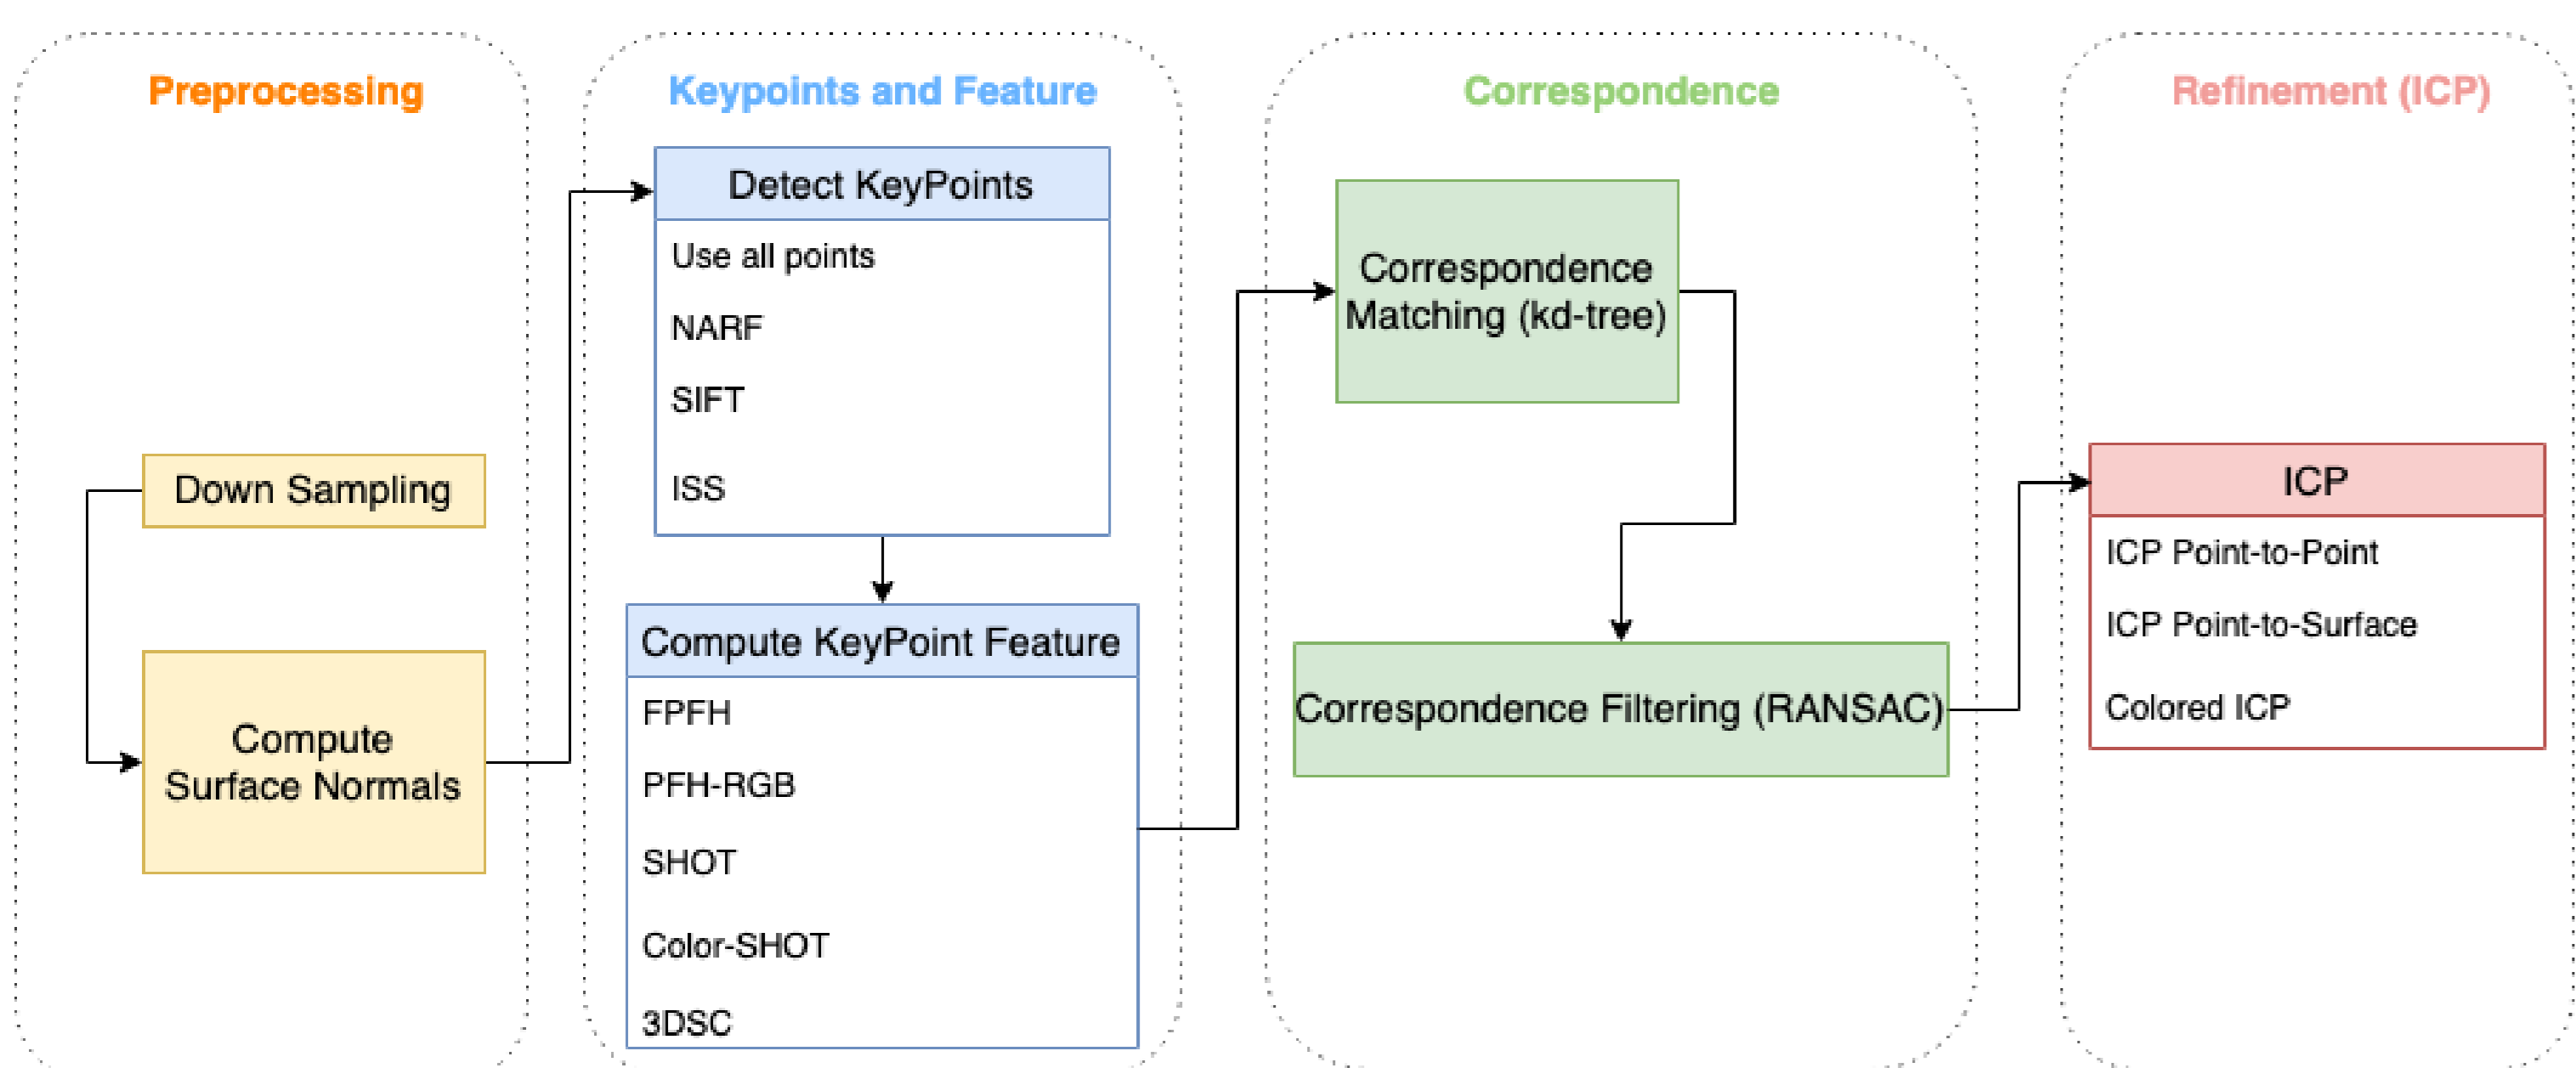 Preprocessing
Down Sampling
Compute
Surface Normals
Keypoints and Feature
Detect KeyPoints
Use all points
NARF
SIFT
ISS
Compute KeyPoint Feature
FPFH
PFH-RGB
SHOT
Color-SHOT
3DSC
Correspondence
Correspondence
Matching (kd-tree)
Correspondence Filtering (RANSAC)
Refinement (ICP)
ICP
ICP Point-to-Point
ICP Point-to-Surface
Colored ICP